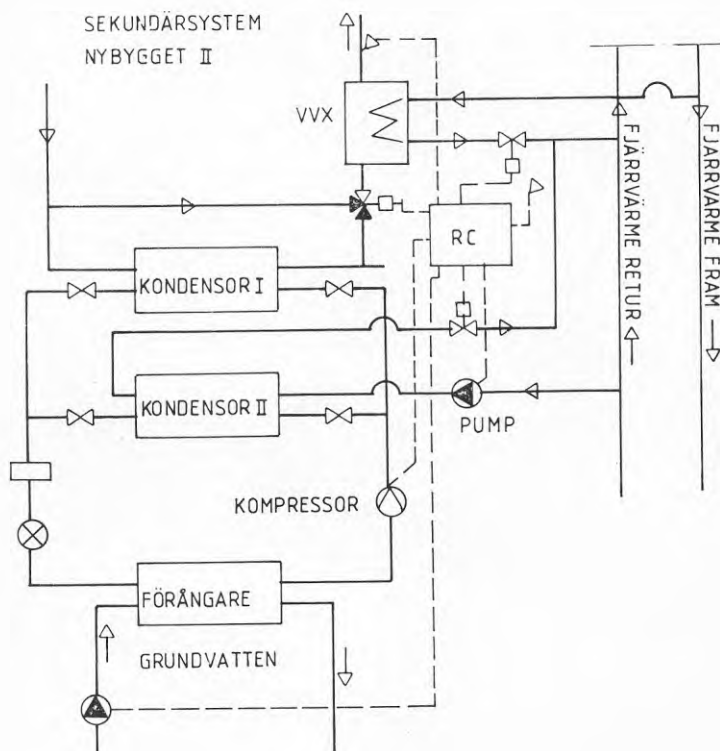 SEKUNDÄRSYSTEM
NYBYGGET II
VVX
RC
FJÄRRVÄRME RETUR
FJÄRRVÄRME FRAM
KONDENSOR I
KONDENSOR II
PUMP
KOMPRESSOR
FÖRÅNGARE
GRUNDVATTEN